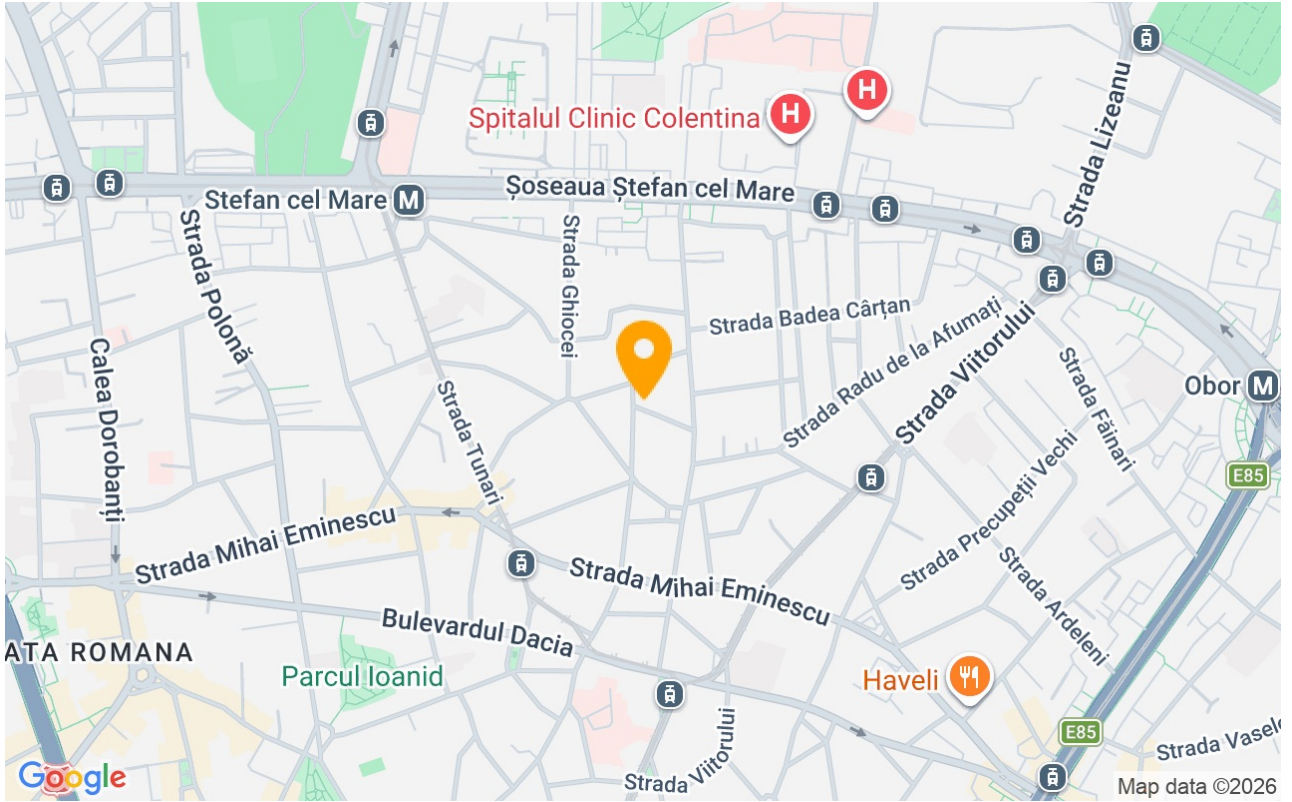 Spitalul Clinic Colentina
H
H
Strada Lizeanu
Stefan cel Mare
M
Șoseaua Ștefan cel Mare
Strada Polonă
Strada Ghiocei
Strada Badea Cârțan
Strada Radu de la Afumați
Strada Viitorului
Strada Făinari
Obor
M
Calea Dorobanți
Strada Tunari
E85
Strada Mihai Eminescu
Strada Precupeții Vechi
Strada Mihai Eminescu
Strada Ardeleni
Bulevardul Dacia
ATA ROMANA
Parcul Ioanid
Haveli
E85
Strada Viitorului
Strada Vasel
Google
Map data ©2026